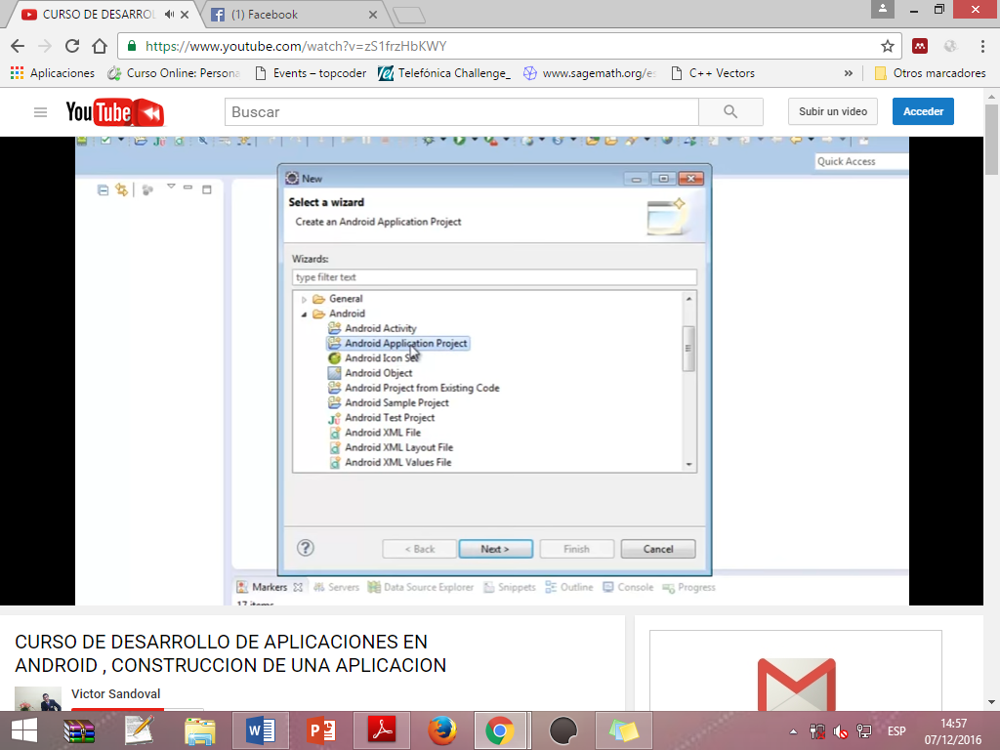 CURSO DE DESARROL
(1) Facebook
https://www.youtube.com/watch?v=zS1frzHbKWY
Aplicaciones
Curso Online: Persona
Events – topcoder
Telefónica Challenge_
www.sagemath.org/es
C++ Vectors
»
Otros marcadores
YouTube
Buscar
Subir un video
Acceder
Quick Access
New
Select a wizard
Create an Android Application Project
Wizards:
type filter text
General
Android
Android Activity
Android Application Project
Android Icon Set
Android Object
Android Project from Existing Code
Android Sample Project
Android Test Project
Android XML File
Android XML Layout File
Android XML Values File
< Back
Next >
Finish
Cancel
Markers
Servers
Data Source Explorer
Snippets
Outline
Console
Progress
17 items
CURSO DE DESARROLLO DE APLICACIONES EN
ANDROID , CONSTRUCCION DE UNA APLICACION
Victor Sandoval
ESP
14:57
07/12/2016